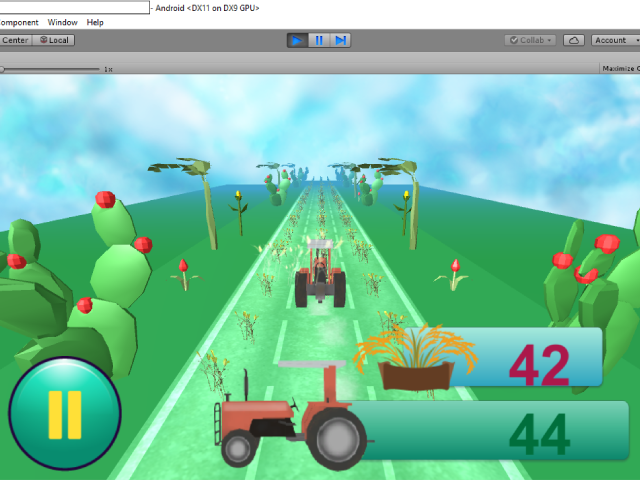 - Android <DX11 on DX9 GPU>
Component Window Help
Center Local
Collab
Account
1x
Maximize
42
44